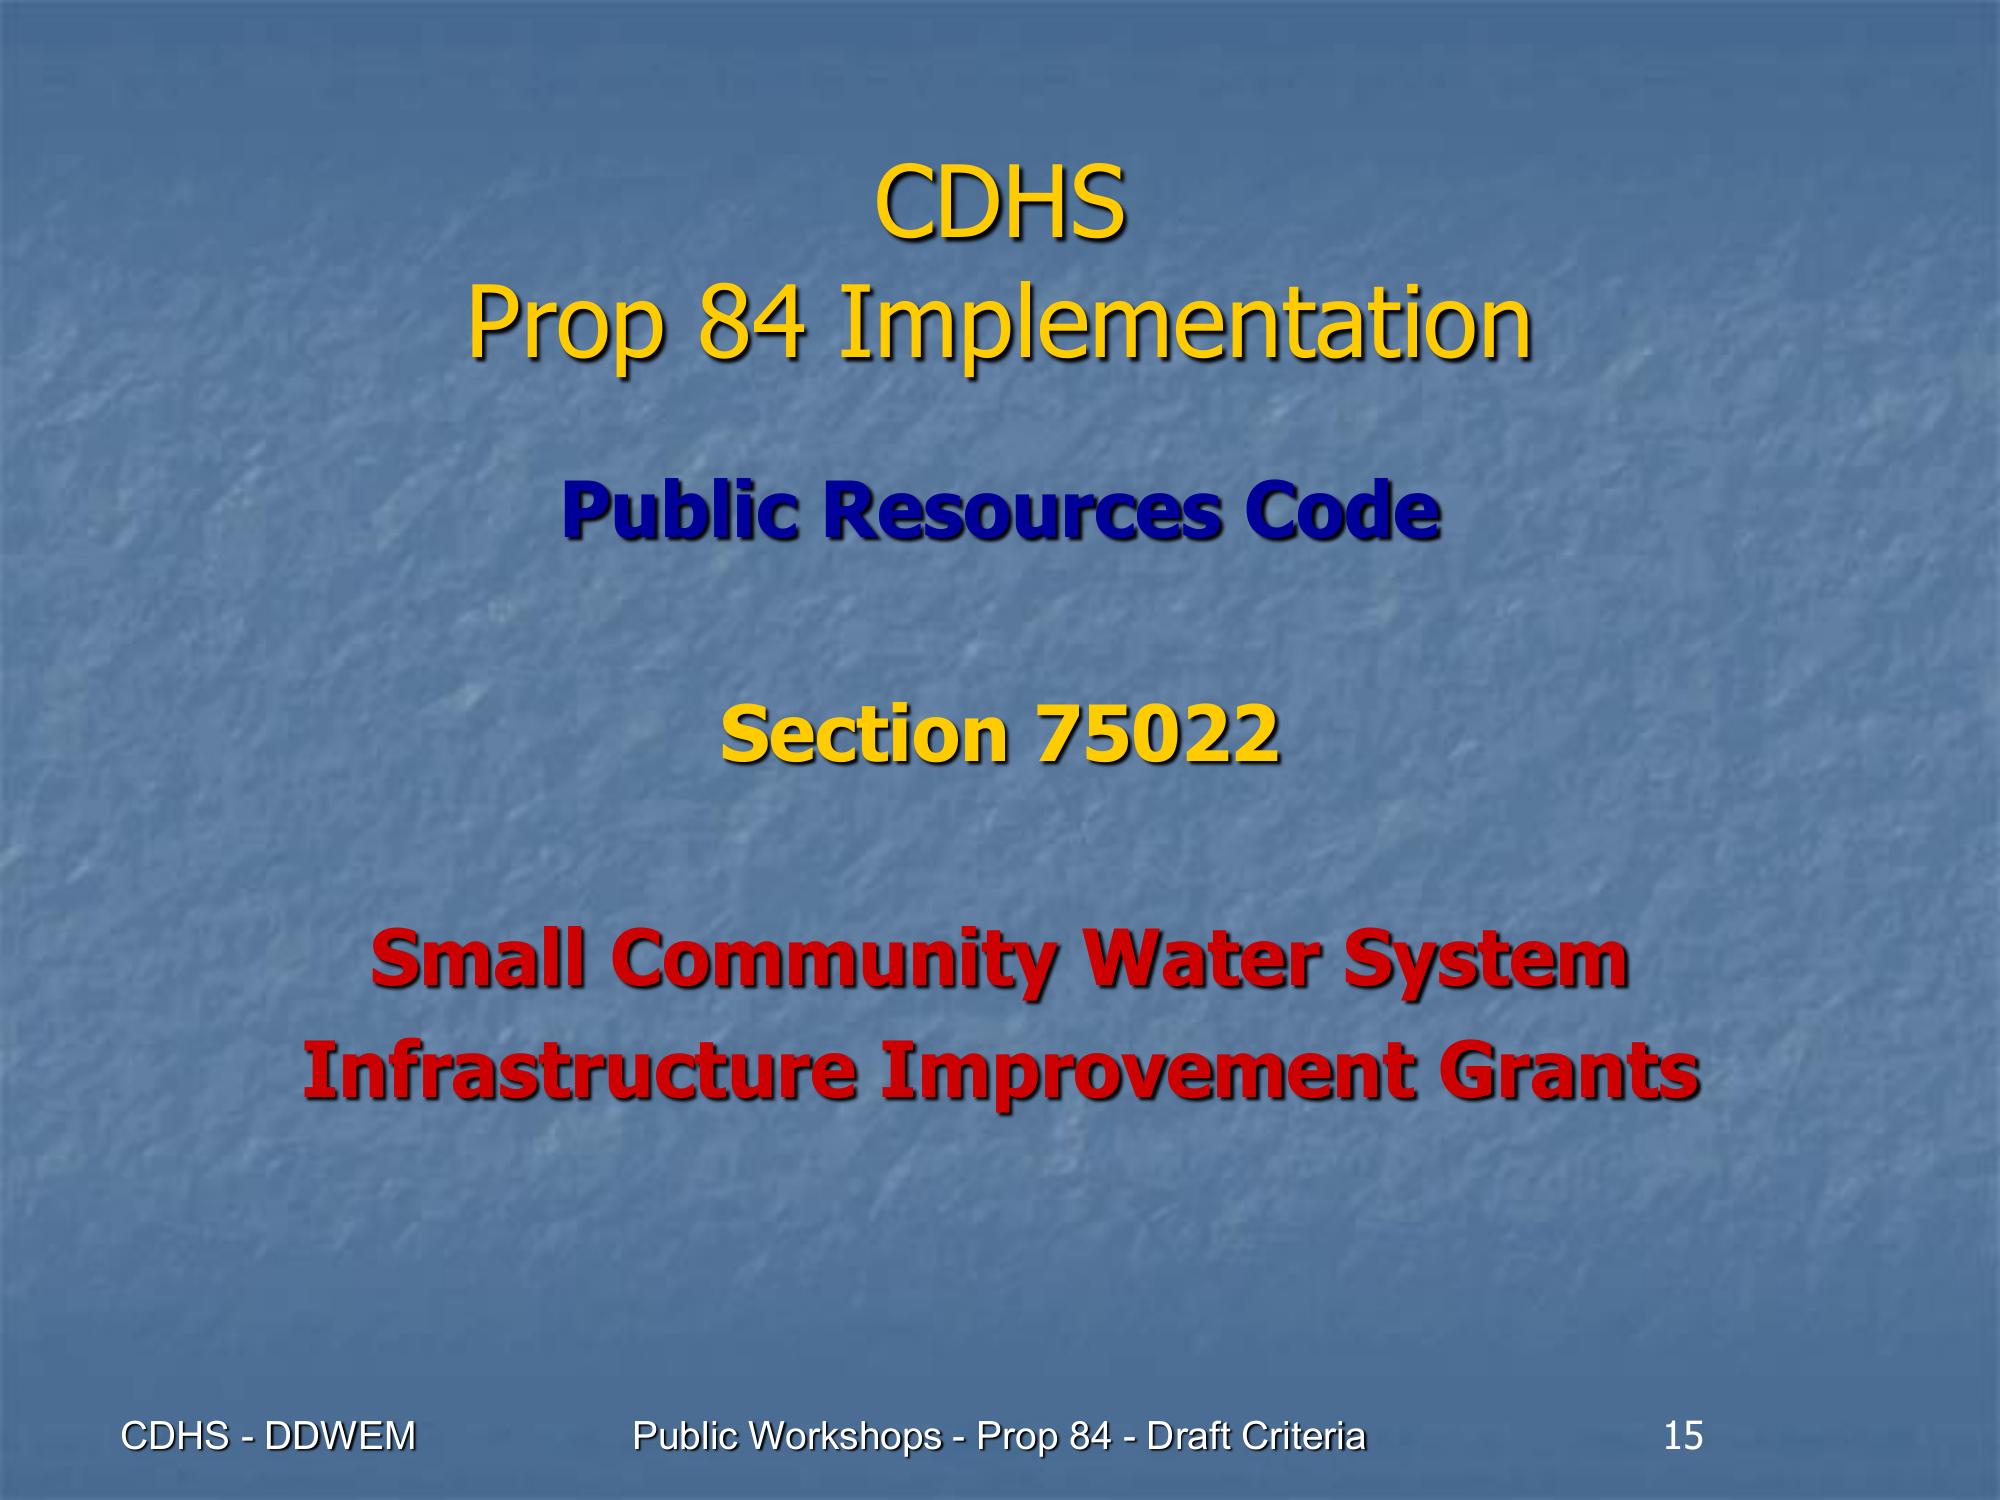 CDHS
Prop 84 Implementation
Public Resources Code
Section 75022
Small Community Water System
Infrastructure Improvement Grants
CDHS - DDWEM
Public Workshops - Prop 84 - Draft Criteria
15